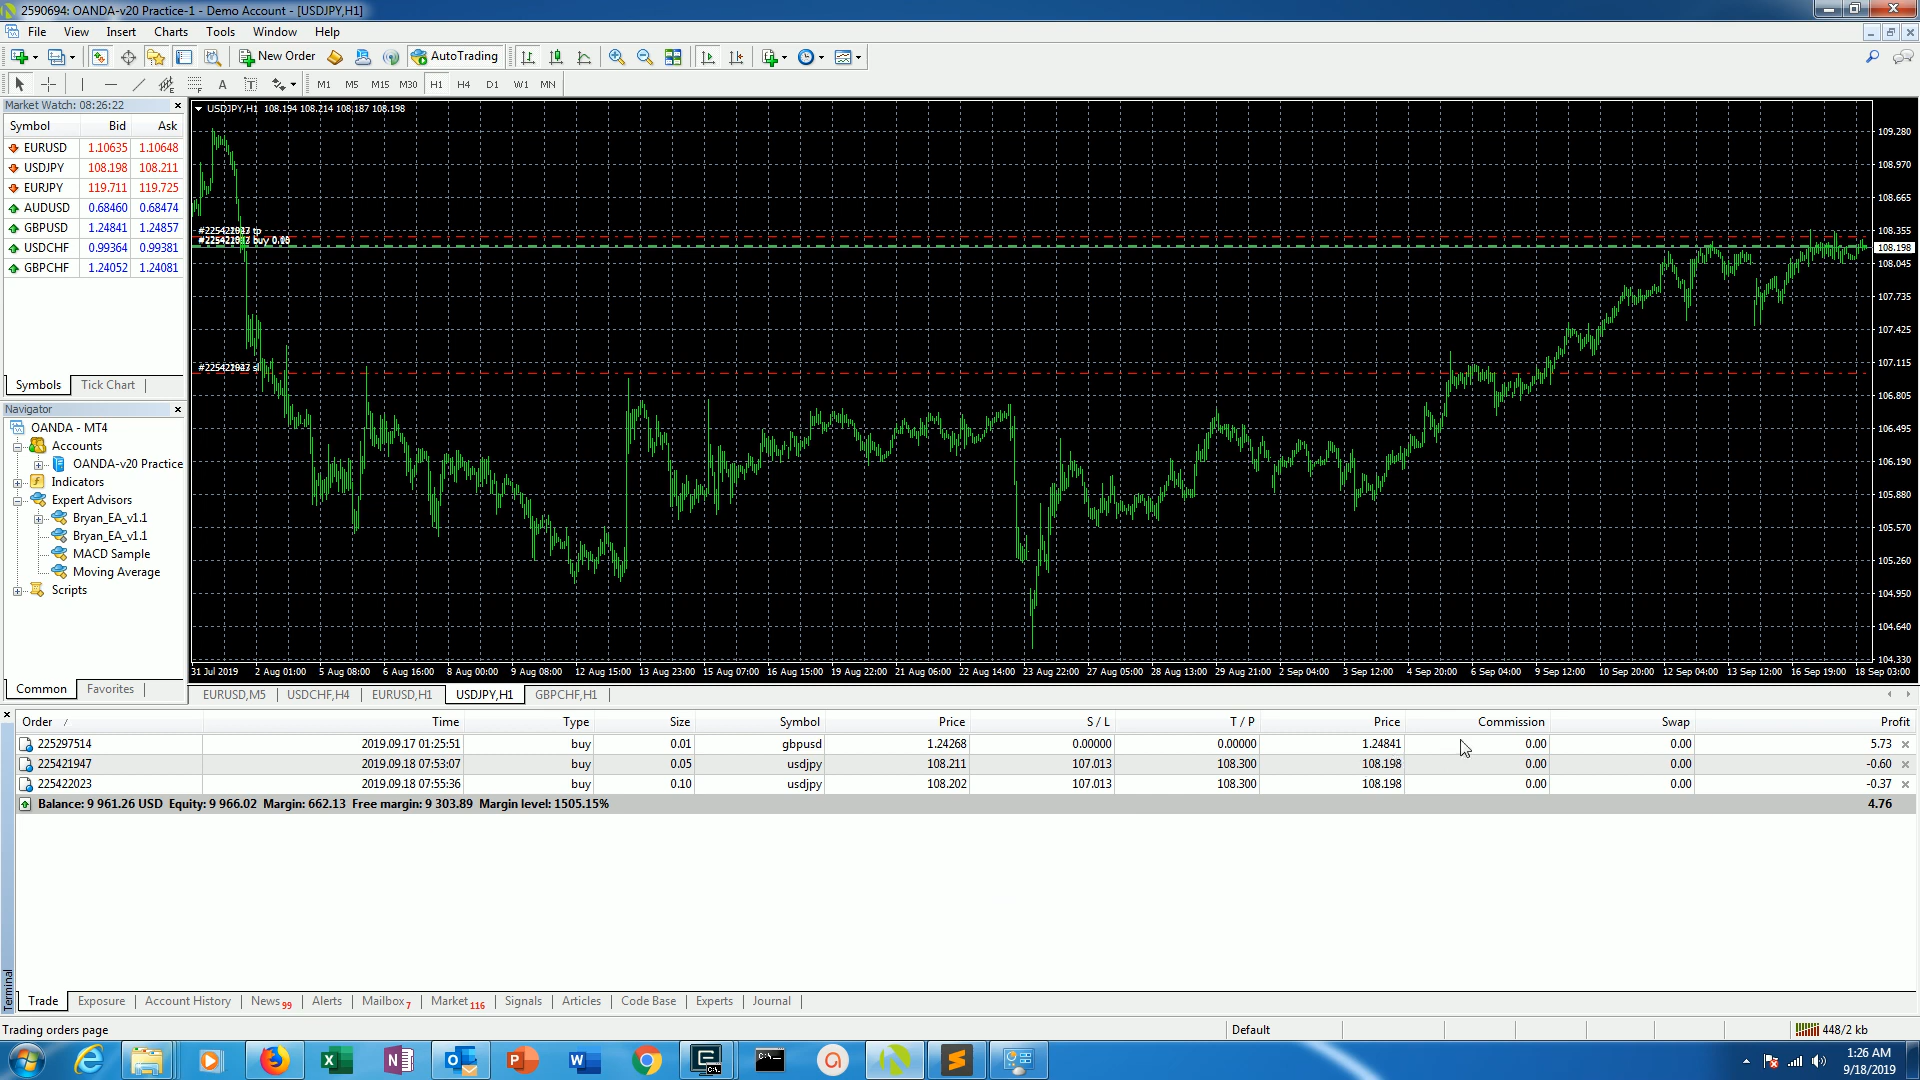 2590694: OANDA-v20 Practice-1 - Demo Account - [USDJPY,H1]
File View Insert Charts Tools Window Help
New Order AutoTrading
A T M1 M5 M15 M30 H1 H4 D1 W1 MN
Market Watch: 08:26:22
Symbol Bid Ask
EURUSD 1.10635 1.10648
USDJPY 108.198 108.211
EURJPY 119.711 119.725
AUDUSD 0.68460 0.68474
GBPUSD 1.24841 1.24857
USDCHF 0.99364 0.99381
GBPCHF 1.24052 1.24081
Symbols Tick Chart
Navigator
OANDA - MT4
Accounts
OANDA-v20 Practice
Indicators
Expert Advisors
Bryan_EA_v1.1
Bryan_EA_v1.1
MACD Sample
Moving Average
Scripts
Common Favorites
USDJPY,H1 108.194 108.214 108.187 108.198
109.280
108.970
108.665
108.355
108.198
108.045
107.735
107.425
107.115
106.805
106.495
106.190
105.880
105.570
105.260
104.950
104.640
104.330
31 Jul 2019 2 Aug 01:00 5 Aug 08:00 6 Aug 16:00 8 Aug 00:00 9 Aug 08:00 12 Aug 15:00 13 Aug 23:00 15 Aug 07:00 16 Aug 15:00 19 Aug 22:00 21 Aug 06:00 22 Aug 14:00 23 Aug 22:00 27 Aug 05:00 28 Aug 13:00 29 Aug 21:00 2 Sep 04:00 3 Sep 12:00 4 Sep 20:00 6 Sep 04:00 9 Sep 12:00 10 Sep 20:00 12 Sep 04:00 13 Sep 12:00 16 Sep 19:00 18 Sep 03:00
EURUSD,M5 USDCHF,H4 EURUSD,H1 USDJPY,H1 GBPCHF,H1
Order / Time Type Size Symbol Price S / L T / P Price Commission Swap Profit
225297514 2019.09.17 01:25:51 buy 0.01 gbpusd 1.24268 0.00000 0.00000 1.24841 0.00 0.00 5.73
225421947 2019.09.18 07:53:07 buy 0.05 usdjpy 108.211 107.013 108.300 108.198 0.00 0.00 -0.60
225422023 2019.09.18 07:55:36 buy 0.10 usdjpy 108.202 107.013 108.300 108.198 0.00 0.00 -0.37
Balance: 9 961.26 USD Equity: 9 966.02 Margin: 662.13 Free margin: 9 303.89 Margin level: 1505.15% 4.76
Terminal
Trade Exposure Account History News 99 Alerts Mailbox 7 Market 116 Signals Articles Code Base Experts Journal
Trading orders page Default 448/2 kb
1:26 AM
9/18/2019